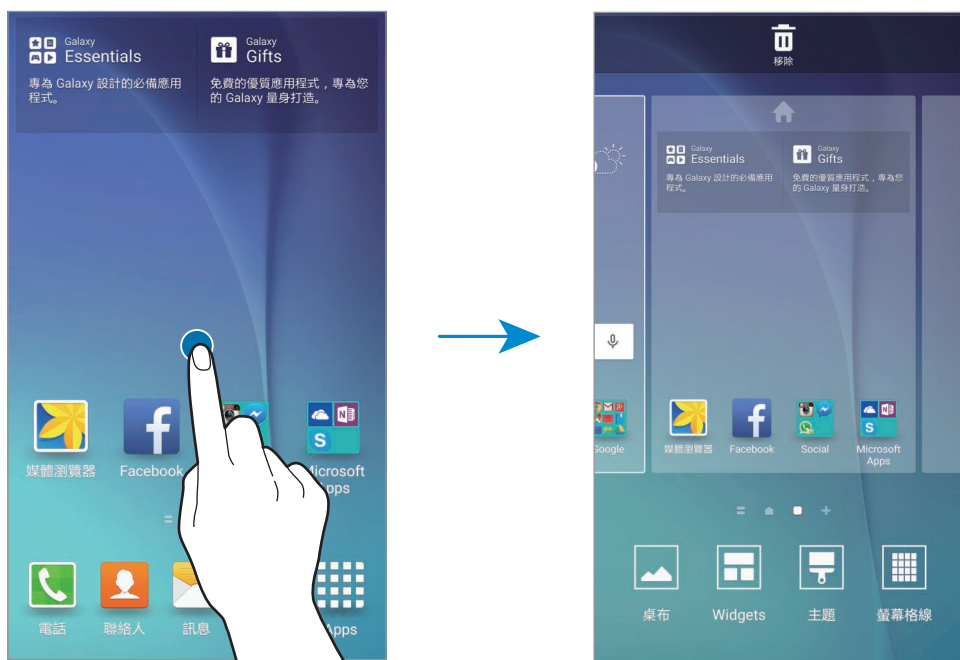 Galaxy
Essentials
專為 Galaxy 設計的必備應用
程式。
Galaxy
Gifts
免費的優質應用程式，專為您
的 Galaxy 量身打造。
媒體瀏覽器
Facebook
Microsoft
Apps
電話
聯絡人
訊息
Apps
移除
Galaxy
Essentials
專為 Galaxy 設計的必備應用
程式。
Galaxy
Gifts
免費的優質應用程式，專為您
的 Galaxy 量身打造。
Google
媒體瀏覽器
Facebook
Social
Microsoft
Apps
桌布
Widgets
主題
螢幕格線